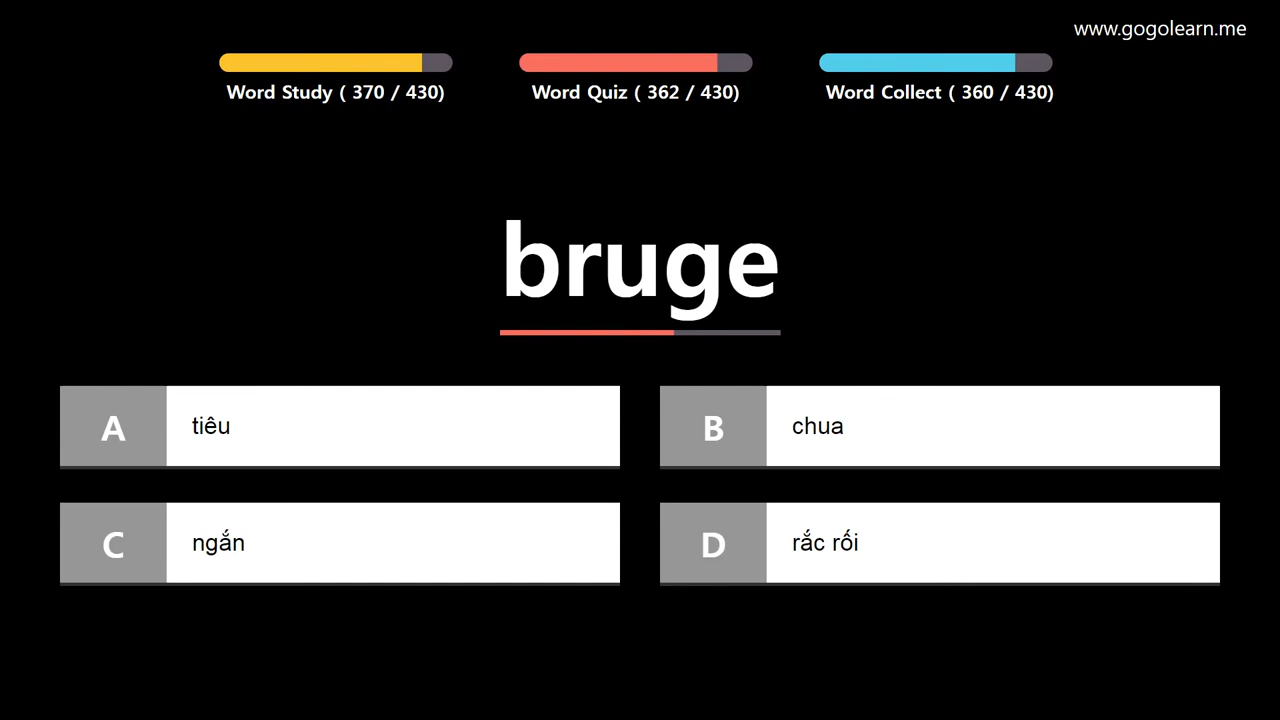 www.gogolearn.me
Word Study ( 370 / 430)
Word Quiz ( 362 / 430)
Word Collect ( 360 / 430)
bruge
A tiêu
B chua
C ngắn
D rắc rối